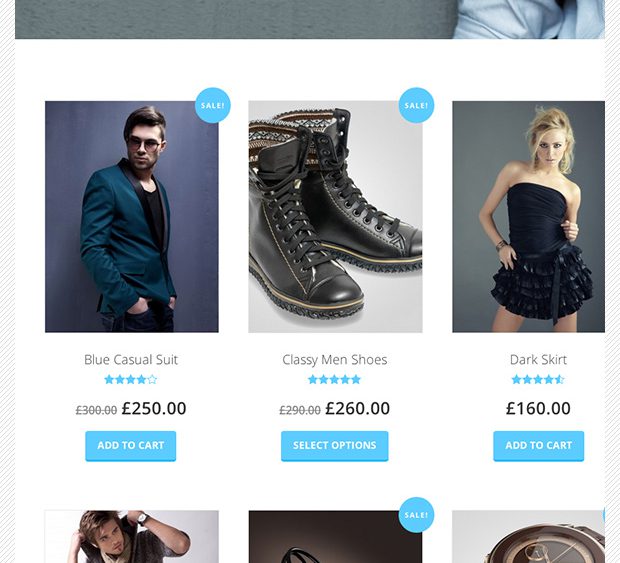 SALE!
SALE!
Blue Casual Suit
Classy Men Shoes
Dark Skirt
£300.00 £250.00
£290.00 £260.00
£160.00
ADD TO CART
SELECT OPTIONS
ADD TO CART
SALE!